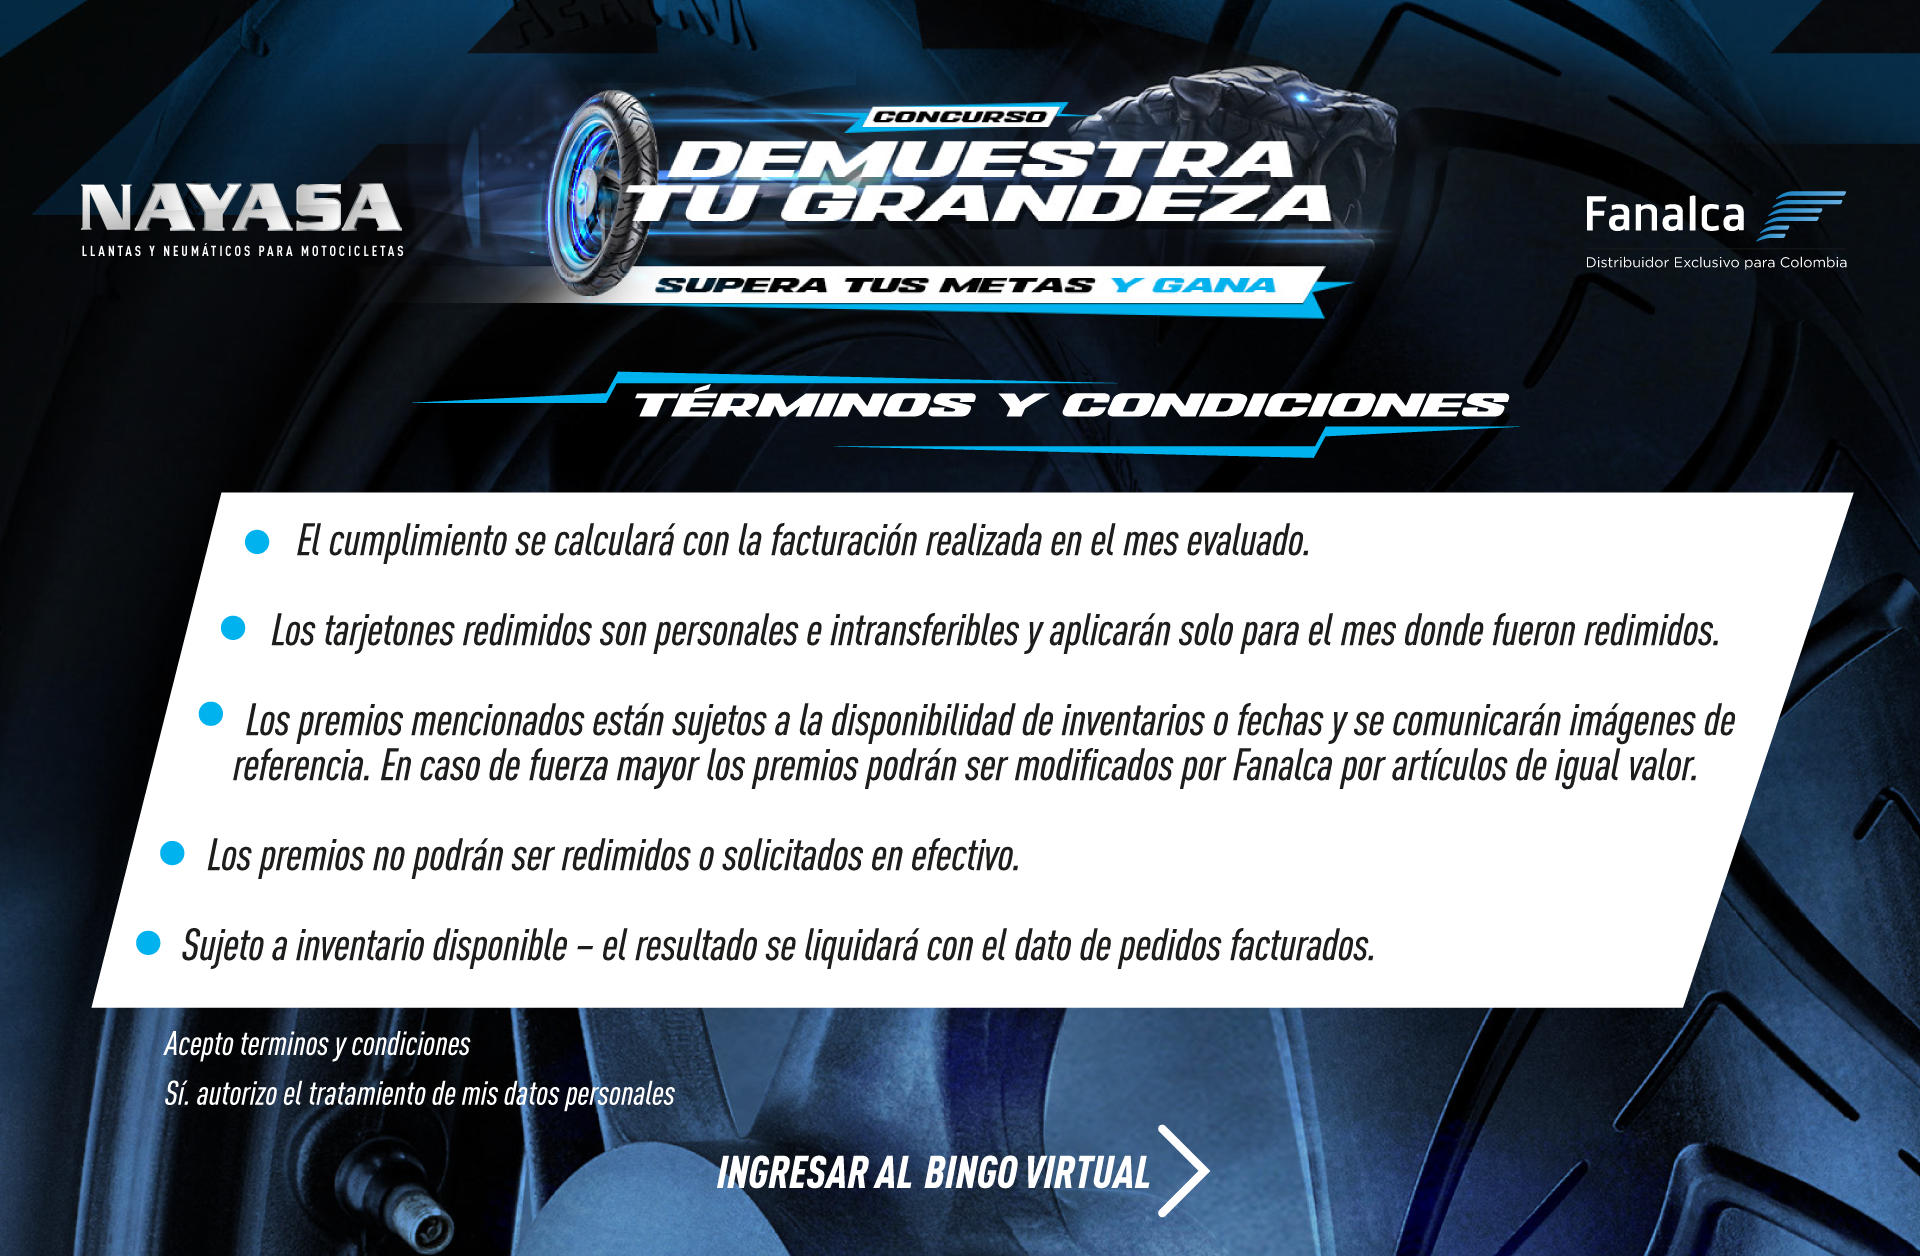 CONCURSO
DEMUESTRA
TU GRANDEZA
SUPERA TUS METAS Y GANA
NAYASA
LLANTAS Y NEUMÁTICOS PARA MOTOCICLETAS
Fanalca
Distribuidor Exclusivo para Colombia
TÉRMINOS Y CONDICIONES
El cumplimiento se calculará con la facturación realizada en el mes evaluado.
Los tarjetones redimidos son personales e intransferibles y aplicarán solo para el mes donde fueron redimidos.
Los premios mencionados están sujetos a la disponibilidad de inventarios o fechas y se comunicarán imágenes de
referencia. En caso de fuerza mayor los premios podrán ser modificados por Fanalca por artículos de igual valor.
Los premios no podrán ser redimidos o solicitados en efectivo.
Sujeto a inventario disponible – el resultado se liquidará con el dato de pedidos facturados.
Acepto terminos y condiciones
Sí. autorizo el tratamiento de mis datos personales
INGRESAR AL BINGO VIRTUAL